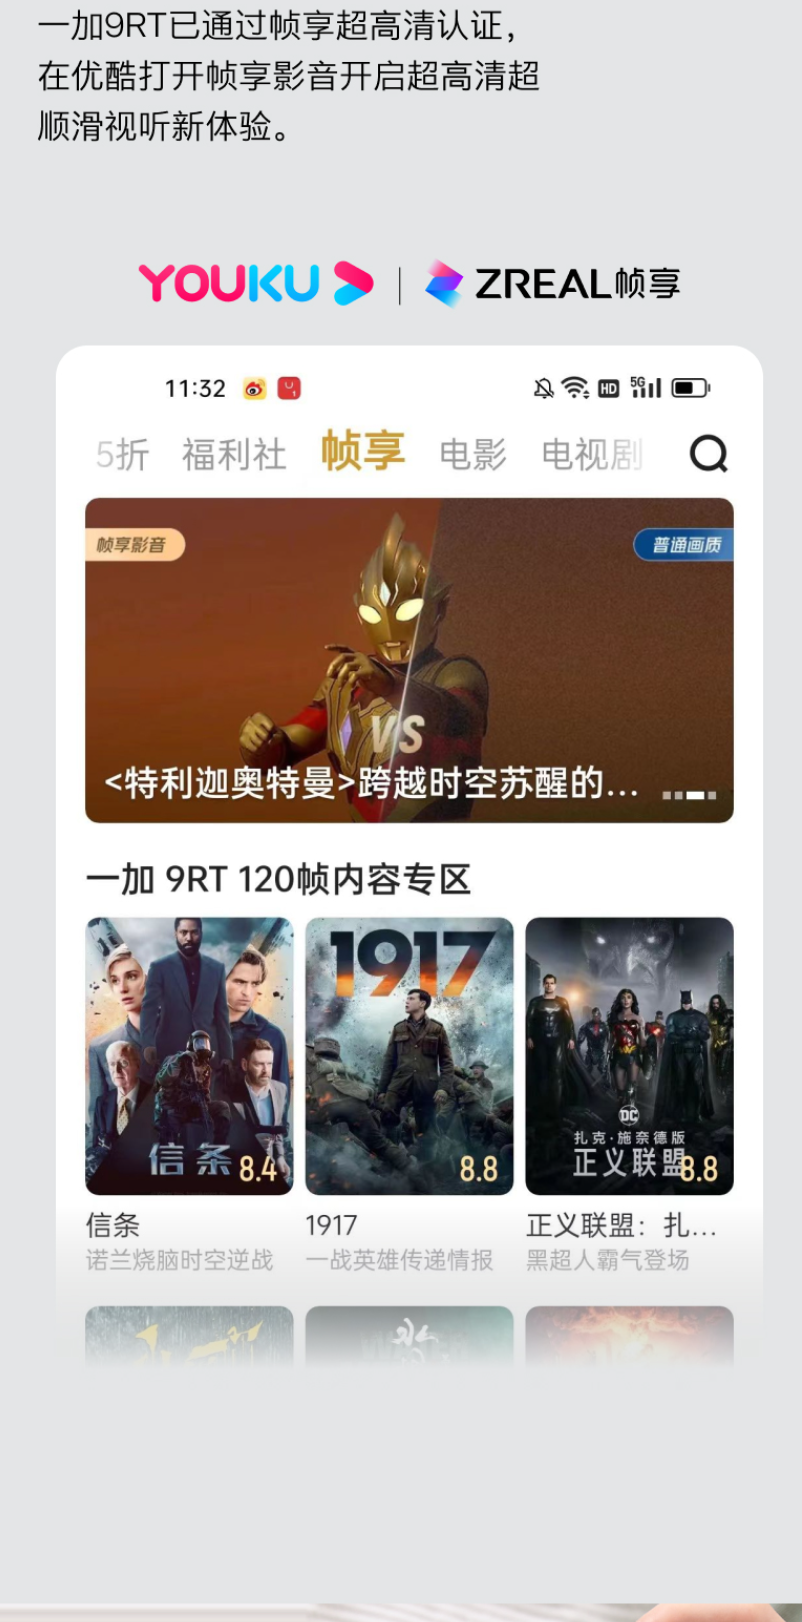 一加9RT已通过帧享超高清认证，
在优酷打开帧享影音开启超高清超
顺滑视听新体验。
YOUKU | ZREAL帧享
11:32 HD 5G
5折 福利社 帧享 电影 电视剧
帧享影音 普通画质
VS
<特利迦奥特曼>跨越时空苏醒的...
一加 9RT 120帧内容专区
信条 8.4
1917 8.8
DC
扎克·施奈德版
正义联盟 8.8
信条 1917 正义联盟：扎...
诺兰烧脑时空逆战 一战英雄传递情报 黑超人霸气登场